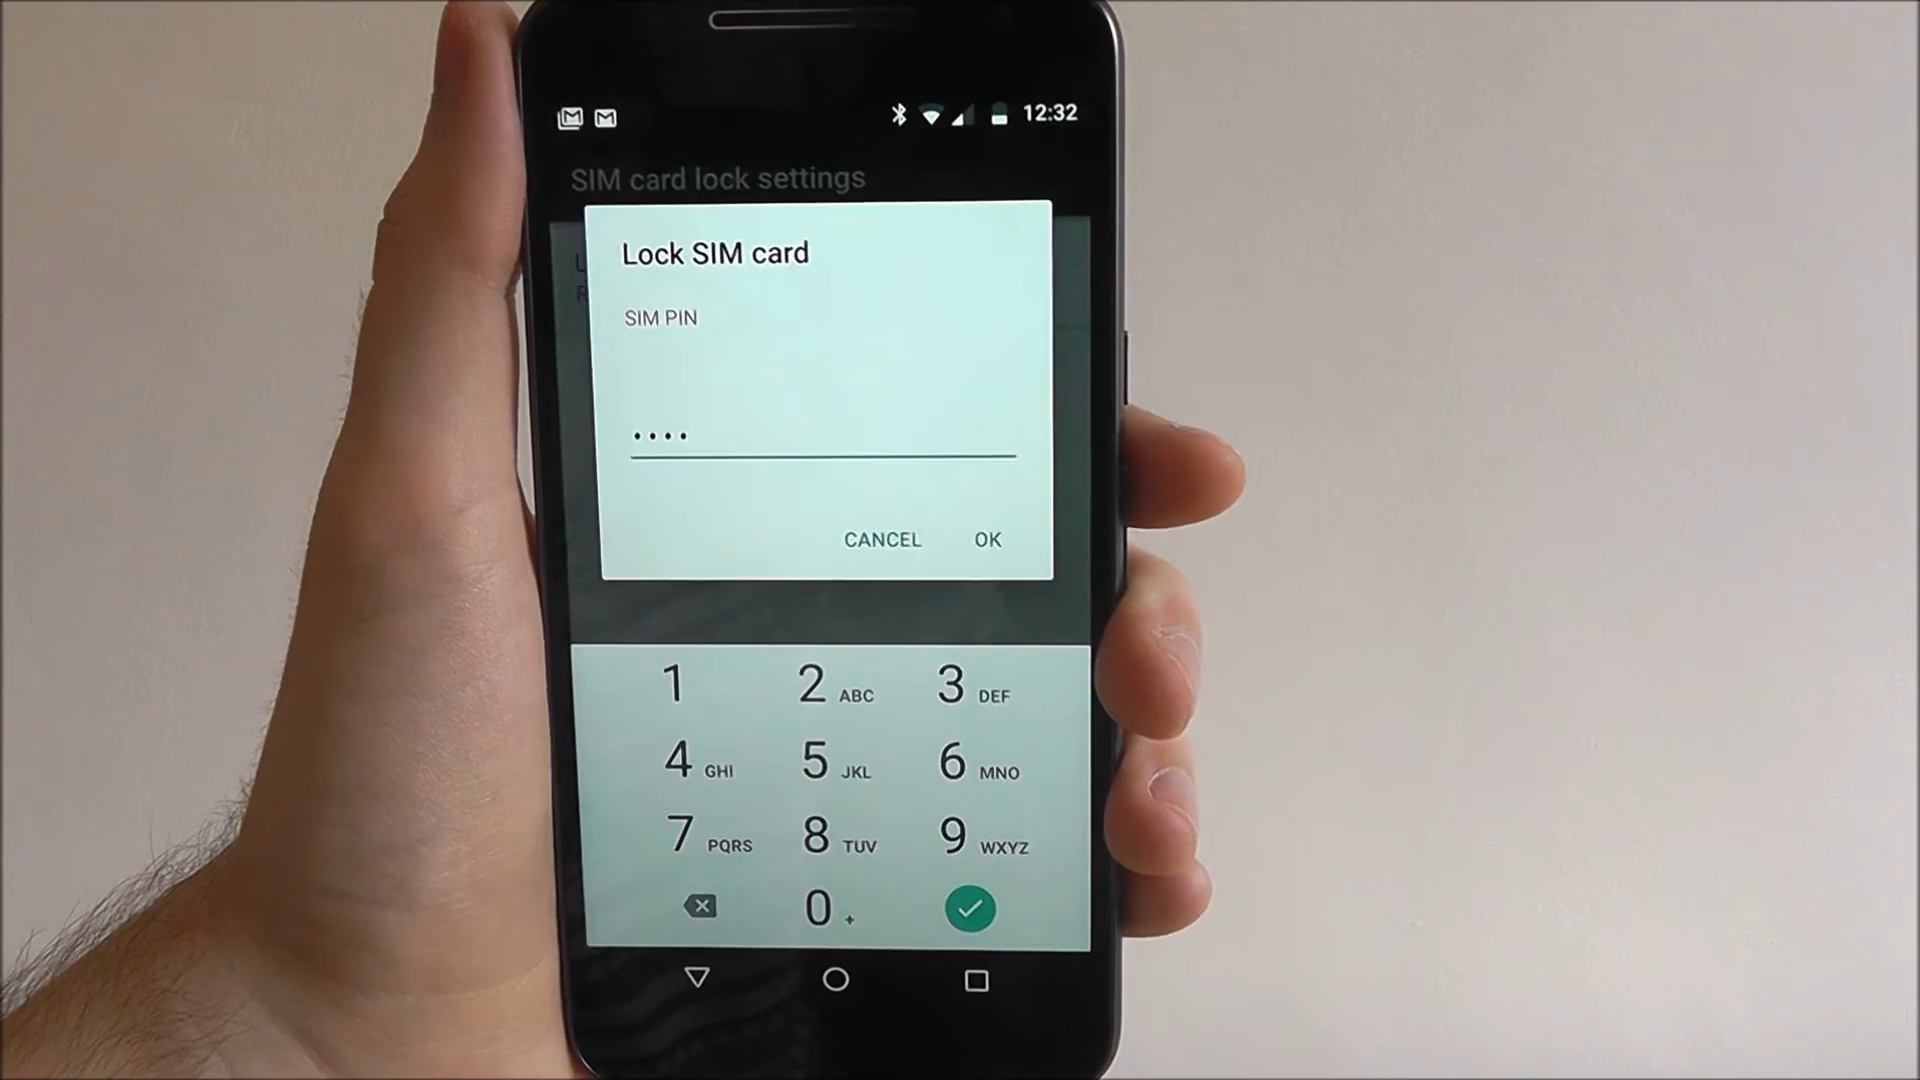 12:32
SIM card lock settings
Lock SIM card
SIM PIN
••••
CANCEL OK
1 2 ABC 3 DEF
4 GHI 5 JKL 6 MNO
7 PQRS 8 TUV 9 WXYZ
0 +